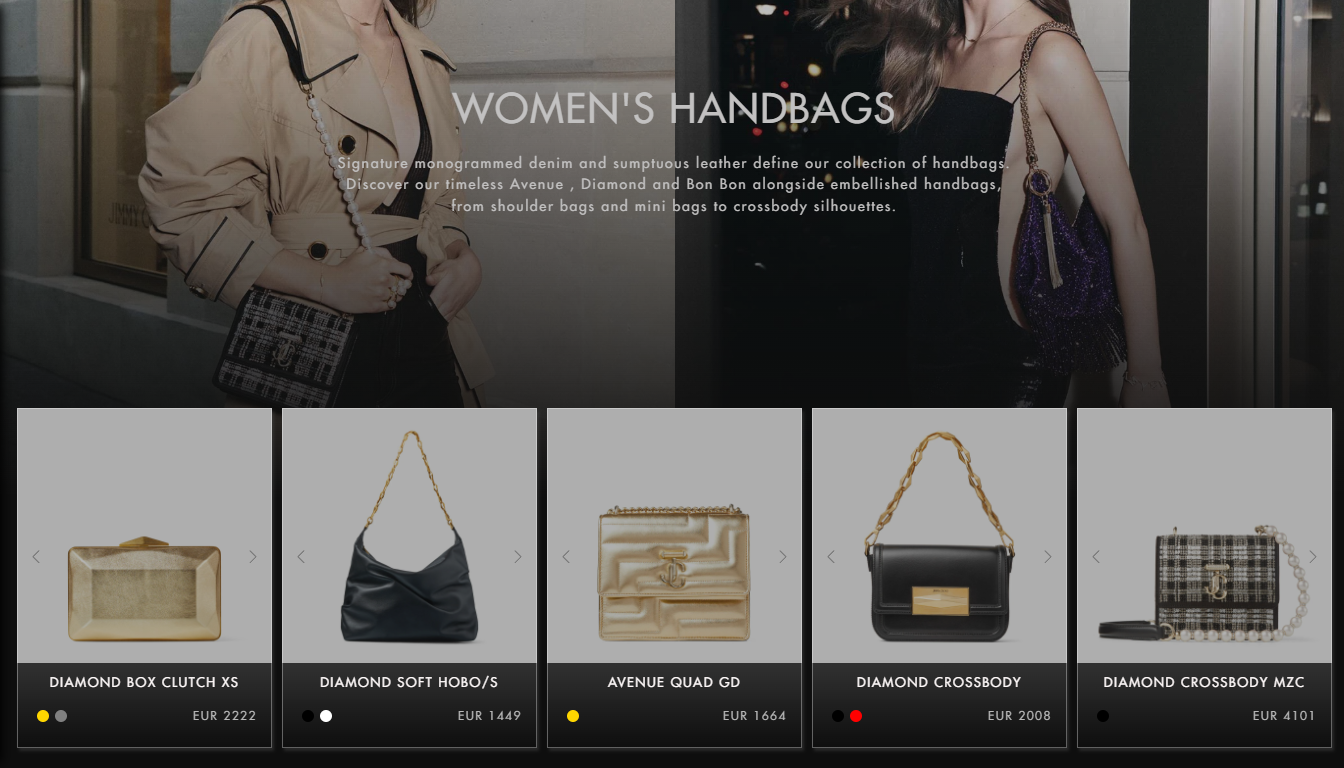 WOMEN'S HANDBAGS
Signature monogrammed denim and sumptuous leather define our collection of handbags.
Discover our timeless Avenue , Diamond and Bon Bon alongside embellished handbags,
from shoulder bags and mini bags to crossbody silhouettes.
DIAMOND BOX CLUTCH XS
EUR 2222
DIAMOND SOFT HOBO/S
EUR 1449
AVENUE QUAD GD
EUR 1664
DIAMOND CROSSBODY
EUR 2008
DIAMOND CROSSBODY MZC
EUR 4101